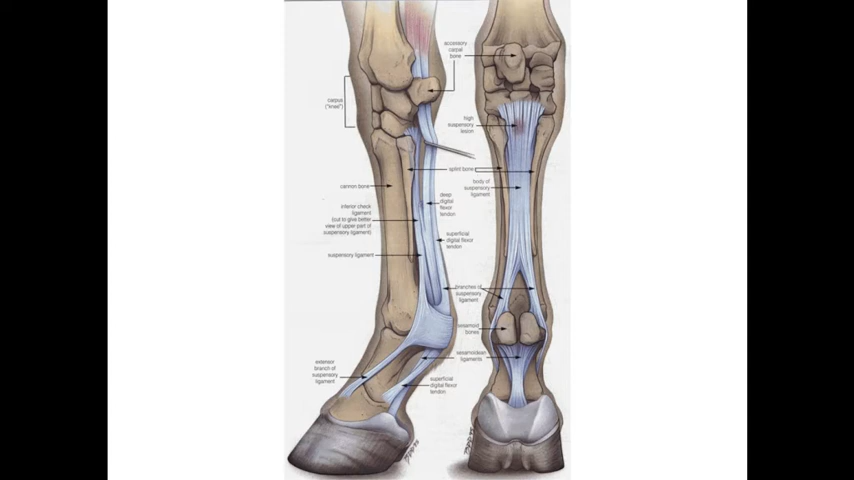 accessory
carpal
bone
carpus
("knee")
high
suspensory
lesion
splint bone
cannon bone
body of
suspensory
ligament
deep
digital
flexor
tendon
inferior check
ligament
(cut to give better
view of upper part of
suspensory ligament)
superficial
digital flexor
tendon
suspensory ligament
branches of
suspensory
ligament
sesamoid
bones
sesamoidean
ligaments
extensor
branch of
suspensory
ligament
superficial
digital flexor
tendon